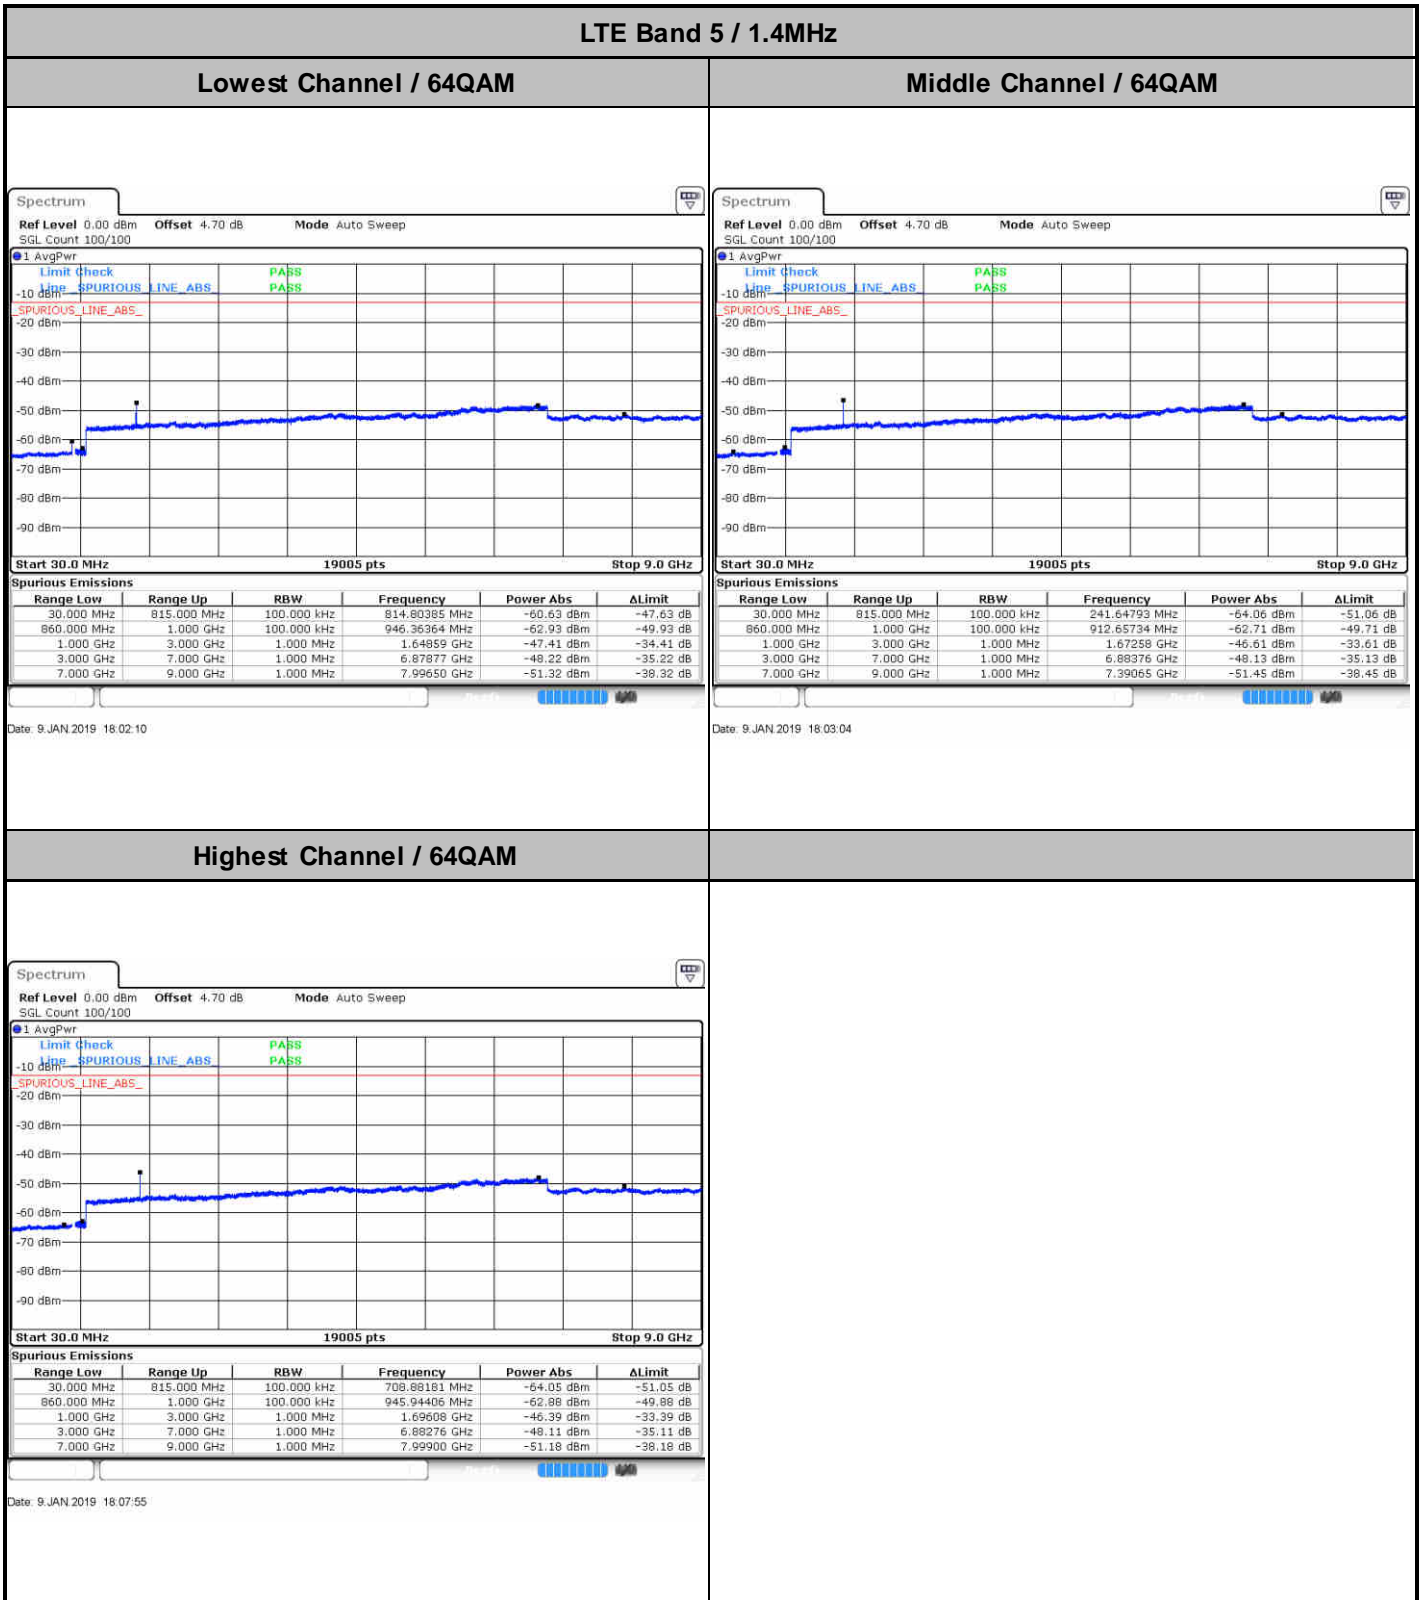 LTE Band 5 / 1.4MHz
Lowest Channel / 64QAM
Middle Channel / 64QAM
Spectrum
Ref Level 0.00 dBm Offset 4.70 dB Mode Auto Sweep
SGL Count 100/100
1 AvgPwr
Limit Check PASS
Line _SPURIOUS_LINE_ABS_ PASS
-10 dBm
_SPURIOUS_LINE_ABS_
-20 dBm
-30 dBm
-40 dBm
-50 dBm
-60 dBm
-70 dBm
-80 dBm
-90 dBm
Start 30.0 MHz 19005 pts Stop 9.0 GHz
Spurious Emissions
Range Low Range Up RBW Frequency Power Abs ΔLimit
30.000 MHz 815.000 MHz 100.000 kHz 814.80385 MHz -60.63 dBm -47.63 dB
860.000 MHz 1.000 GHz 100.000 kHz 946.36364 MHz -62.93 dBm -49.93 dB
1.000 GHz 3.000 GHz 1.000 MHz 1.64859 GHz -47.41 dBm -34.41 dB
3.000 GHz 7.000 GHz 1.000 MHz 6.87877 GHz -48.22 dBm -35.22 dB
7.000 GHz 9.000 GHz 1.000 MHz 7.99650 GHz -51.32 dBm -38.32 dB
Date: 9.JAN.2019 18:02:10
Spectrum
Ref Level 0.00 dBm Offset 4.70 dB Mode Auto Sweep
SGL Count 100/100
1 AvgPwr
Limit Check PASS
Line _SPURIOUS_LINE_ABS_ PASS
-10 dBm
_SPURIOUS_LINE_ABS_
-20 dBm
-30 dBm
-40 dBm
-50 dBm
-60 dBm
-70 dBm
-80 dBm
-90 dBm
Start 30.0 MHz 19005 pts Stop 9.0 GHz
Spurious Emissions
Range Low Range Up RBW Frequency Power Abs ΔLimit
30.000 MHz 815.000 MHz 100.000 kHz 241.64793 MHz -64.06 dBm -51.06 dB
860.000 MHz 1.000 GHz 100.000 kHz 912.65734 MHz -62.71 dBm -49.71 dB
1.000 GHz 3.000 GHz 1.000 MHz 1.67258 GHz -46.61 dBm -33.61 dB
3.000 GHz 7.000 GHz 1.000 MHz 6.88376 GHz -48.13 dBm -35.13 dB
7.000 GHz 9.000 GHz 1.000 MHz 7.39065 GHz -51.45 dBm -38.45 dB
Date: 9.JAN.2019 18:03:04
Highest Channel / 64QAM
Spectrum
Ref Level 0.00 dBm Offset 4.70 dB Mode Auto Sweep
SGL Count 100/100
1 AvgPwr
Limit Check PASS
Line _SPURIOUS_LINE_ABS_ PASS
-10 dBm
_SPURIOUS_LINE_ABS_
-20 dBm
-30 dBm
-40 dBm
-50 dBm
-60 dBm
-70 dBm
-80 dBm
-90 dBm
Start 30.0 MHz 19005 pts Stop 9.0 GHz
Spurious Emissions
Range Low Range Up RBW Frequency Power Abs ΔLimit
30.000 MHz 815.000 MHz 100.000 kHz 708.88181 MHz -64.05 dBm -51.05 dB
860.000 MHz 1.000 GHz 100.000 kHz 945.94406 MHz -62.88 dBm -49.88 dB
1.000 GHz 3.000 GHz 1.000 MHz 1.69608 GHz -46.39 dBm -33.39 dB
3.000 GHz 7.000 GHz 1.000 MHz 6.88276 GHz -48.11 dBm -35.11 dB
7.000 GHz 9.000 GHz 1.000 MHz 7.99900 GHz -51.18 dBm -38.18 dB
Date: 9.JAN.2019 18:07:55